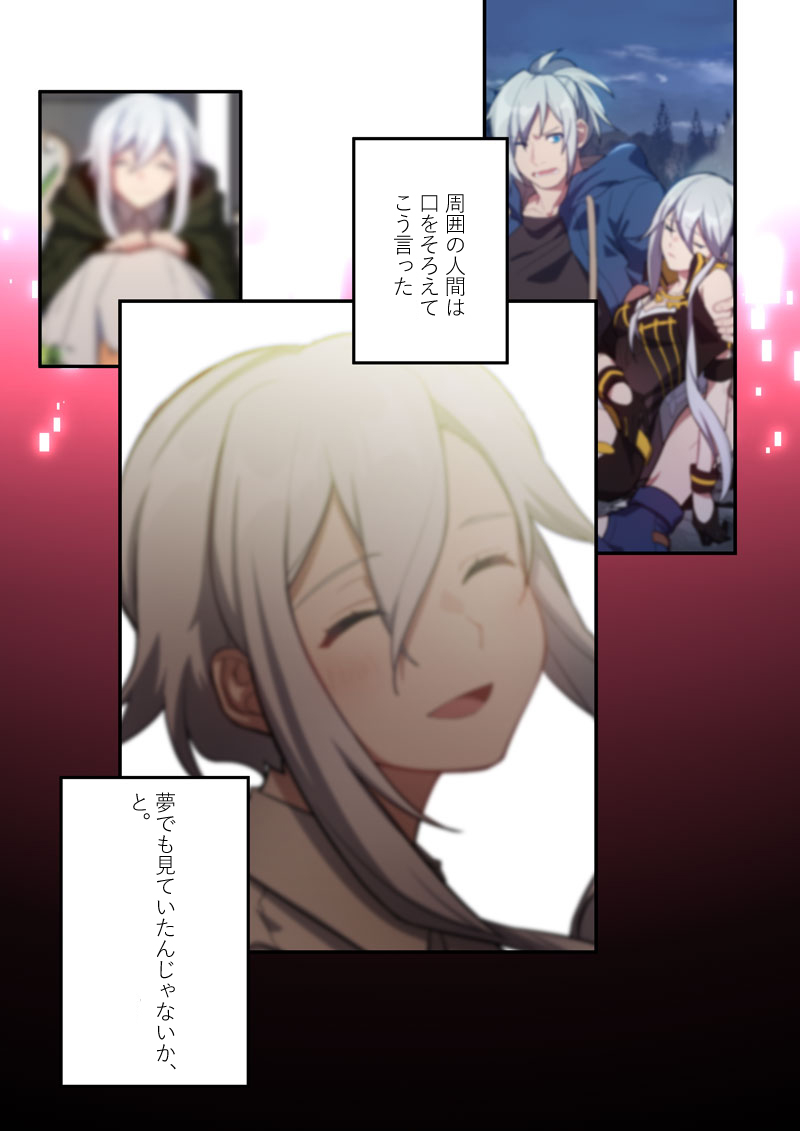 周囲の人間は
口をそろえて
こう言った
夢でも見ていたんじゃないか、
と。